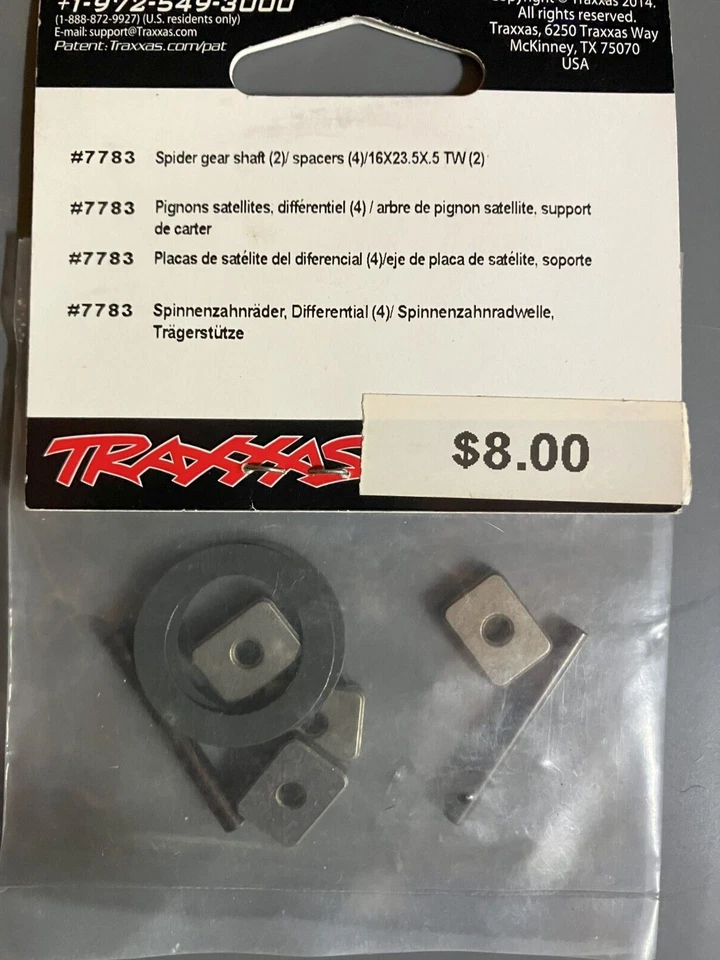 +1-972-549-3000
(1-888-872-9927) (U.S. residents only)
E-mail: support@Traxxas.com
Patent: Traxxas.com/pat
Copyright © Traxxas 2014.
All rights reserved.
Traxxas, 6250 Traxxas Way
McKinney, TX 75070
USA
#7783 Spider gear shaft (2)/ spacers (4)/16X23.5X.5 TW (2)
#7783 Pignons satellites, différentiel (4) / arbre de pignon satellite, support
de carter
#7783 Placas de satélite del diferencial (4)/eje de placa de satélite, soporte
#7783 Spinnenzahnräder, Differential (4)/ Spinnenzahnradwelle,
Trägerstütze
TRAXXAS
$8.00